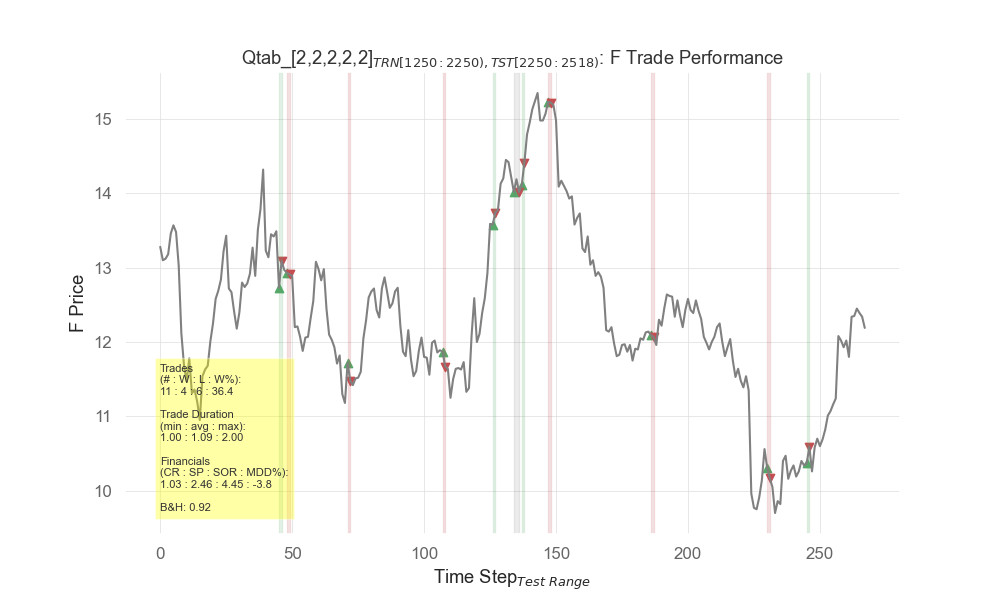 Qtab_[2,2,2,2,2]TRN[1250:2250),TST[2250:2518): F Trade Performance
F Price
15
14
13
12
11
10
Trades
(# : W : L : W%):
11 : 4 : 6 : 36.4
Trade Duration
(min : avg : max):
1.00 : 1.09 : 2.00
Financials
(CR : SP : SOR : MDD%):
1.03 : 2.46 : 4.45 : -3.8
B&H: 0.92
0 50 100 150 200 250
Time StepTest Range